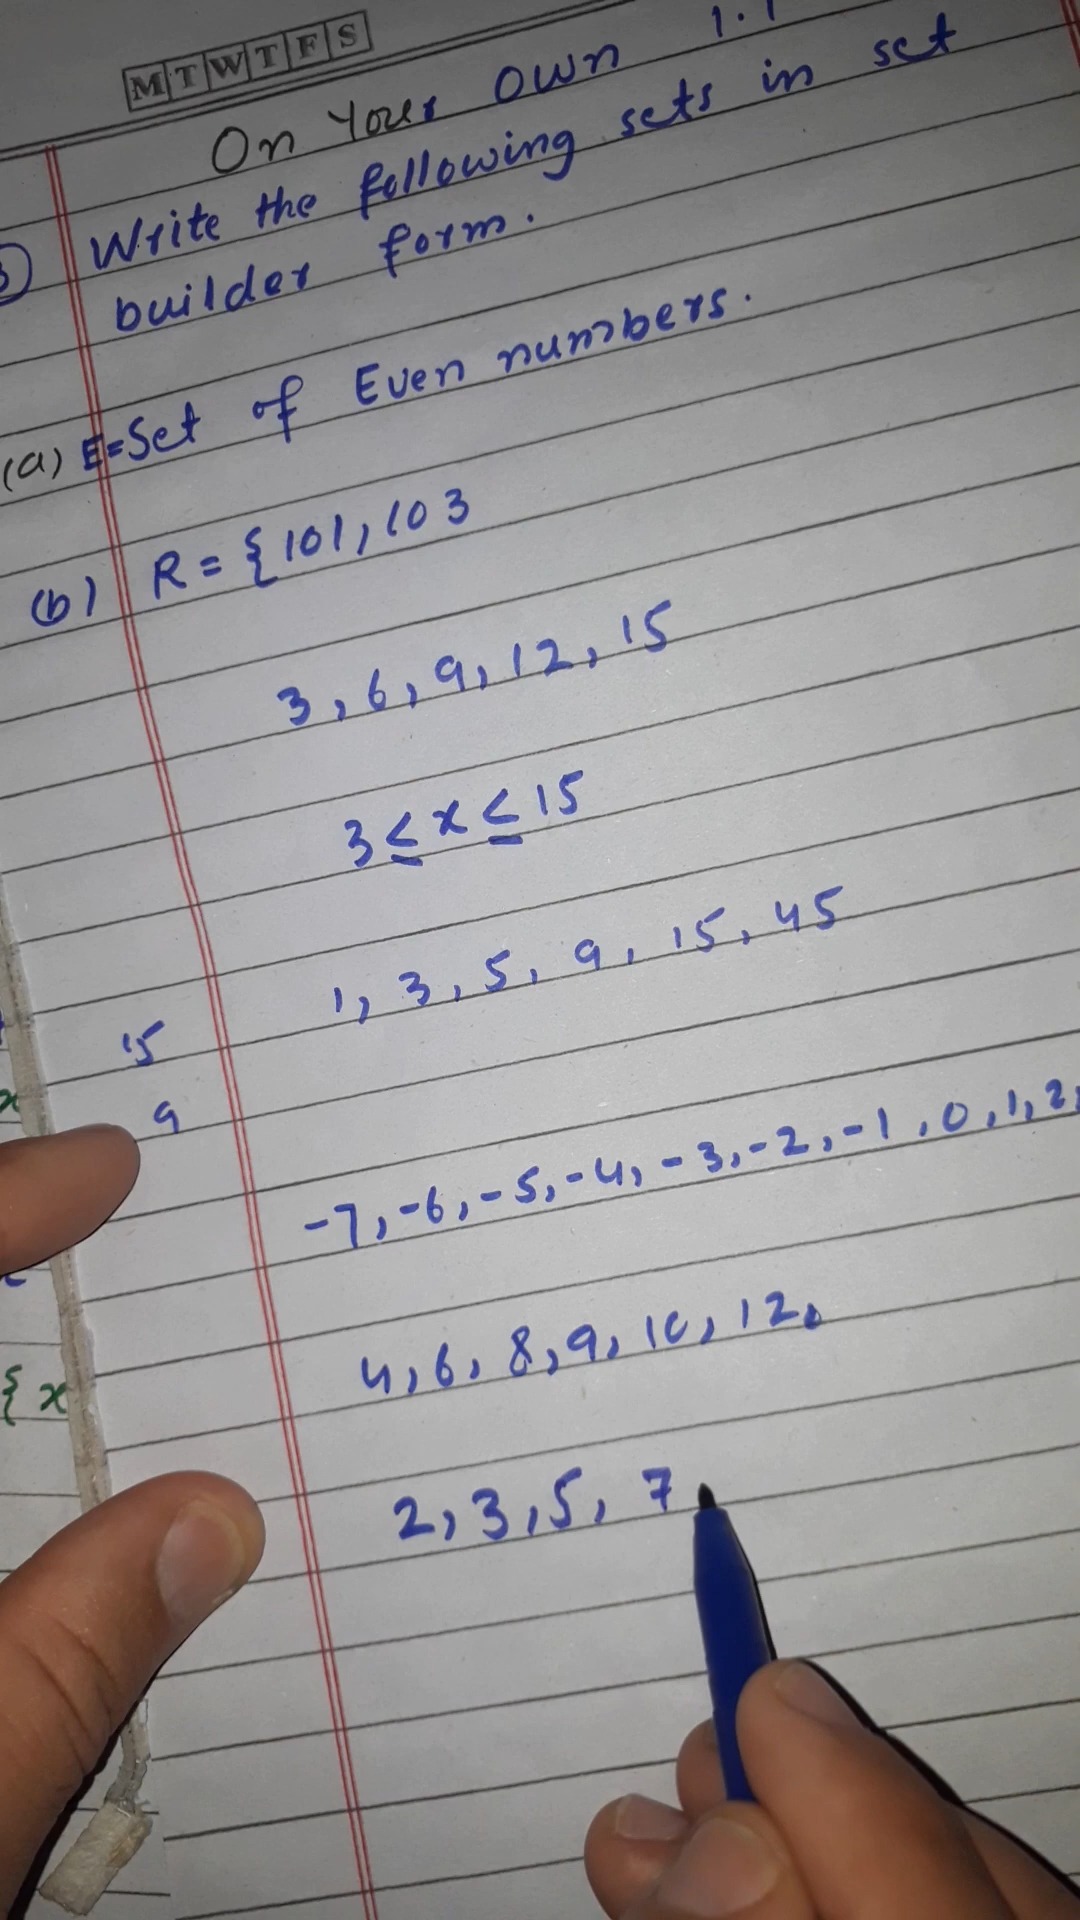 M T W T F S
On Your Own 1.1
Write the following sets in set
builder form.
(a) E=Set of Even numbers.
(b) R = {101, 103
3, 6, 9, 12, 15
3 ≤ x ≤ 15
1, 3, 5, 9, 15, 45
15
9
-7, -6, -5, -4, -3, -2, -1, 0, 1, 2,
4, 6, 8, 9, 10, 12,
{ x
2, 3, 5, 7